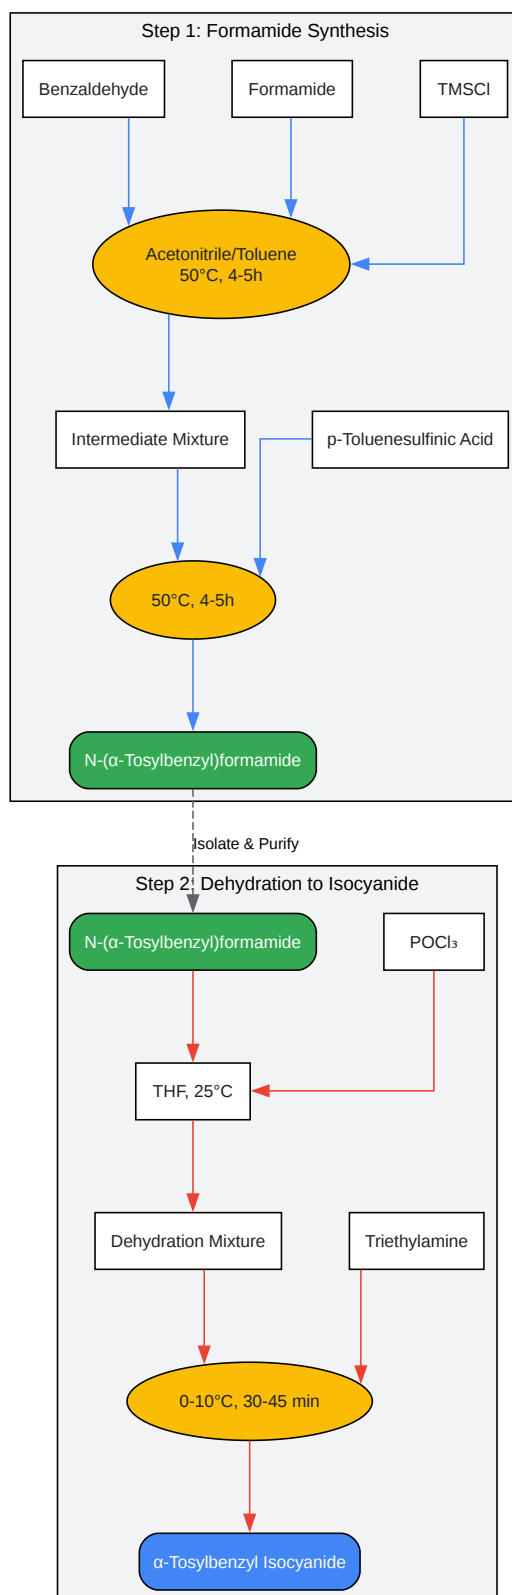 Step 1: Formamide Synthesis
Benzaldehyde
Formamide
TMSCl
Acetonitrile/Toluene
50°C, 4-5h
Intermediate Mixture
p-Toluenesulfinic Acid
50°C, 4-5h
N-(α-Tosylbenzyl)formamide
Isolate & Purify
Step 2: Dehydration to Isocyanide
N-(α-Tosylbenzyl)formamide
POCl₃
THF, 25°C
Dehydration Mixture
Triethylamine
0-10°C, 30-45 min
α-Tosylbenzyl Isocyanide